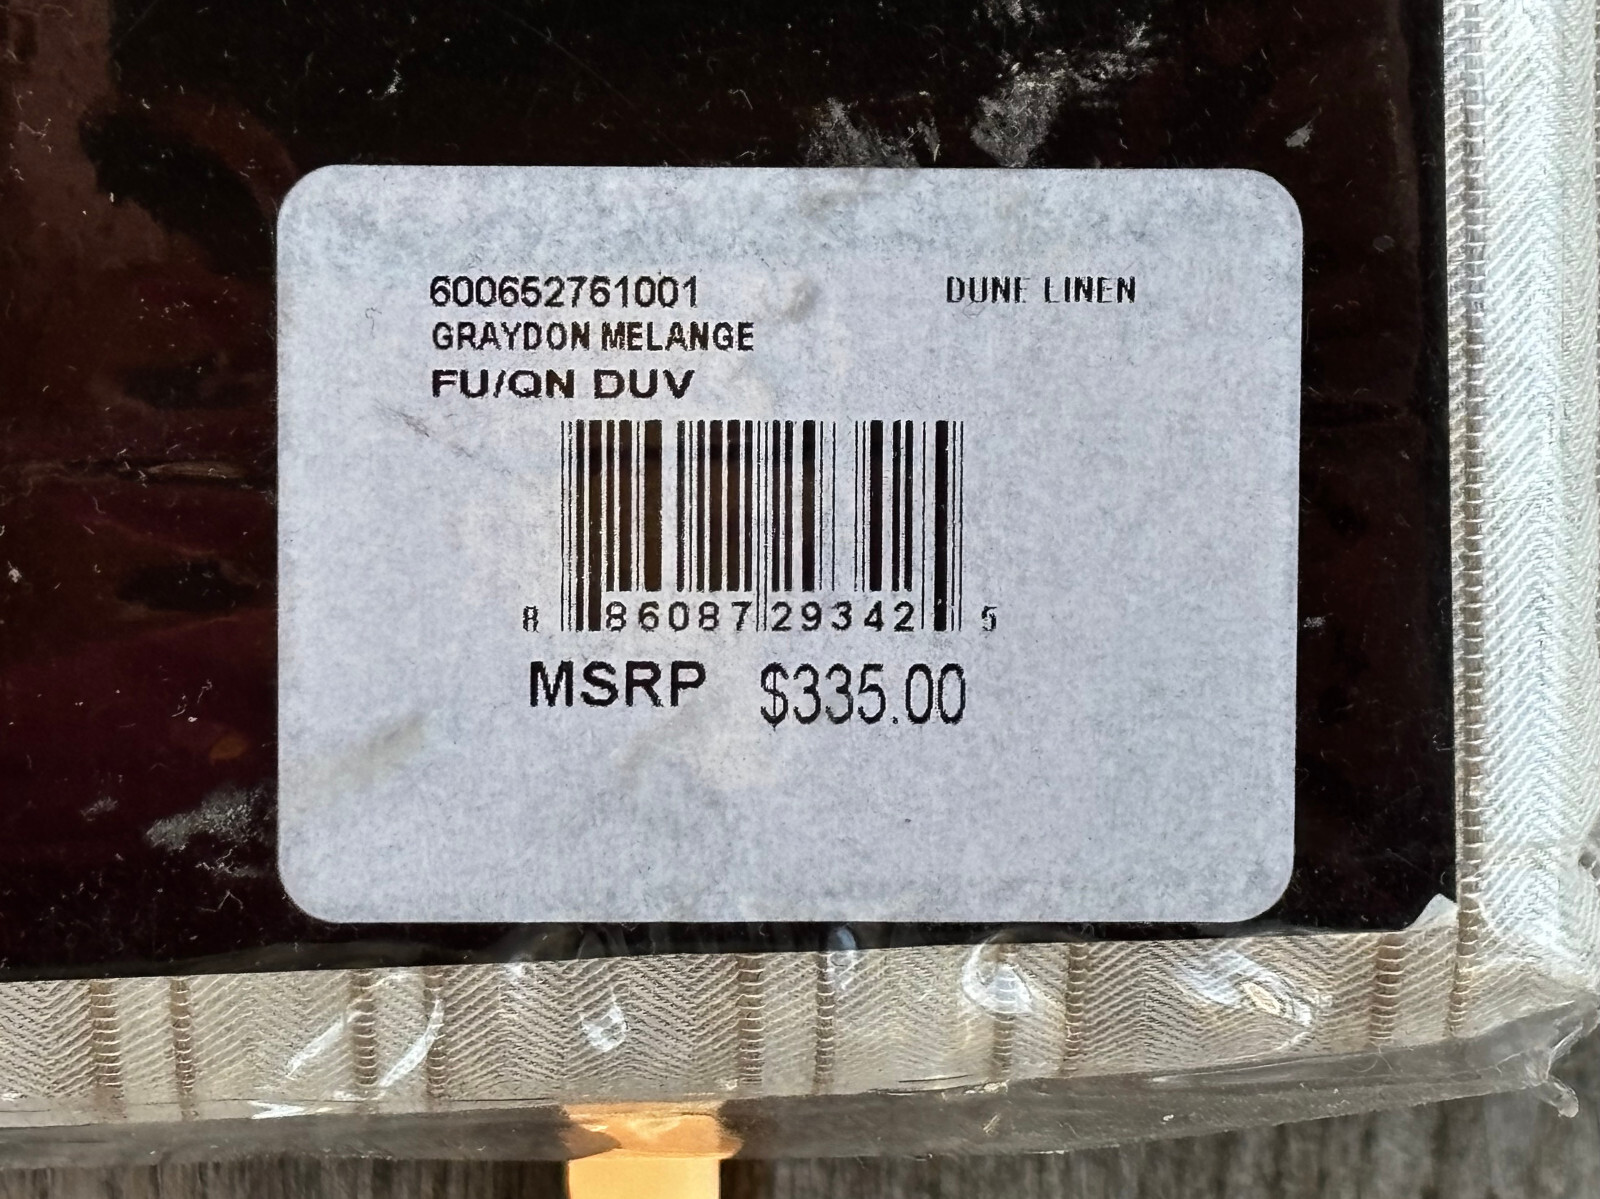 600652761001 DUNE LINEN
GRAYDON MELANGE
FU/QN DUV
8 86087 29342 5
MSRP $335.00